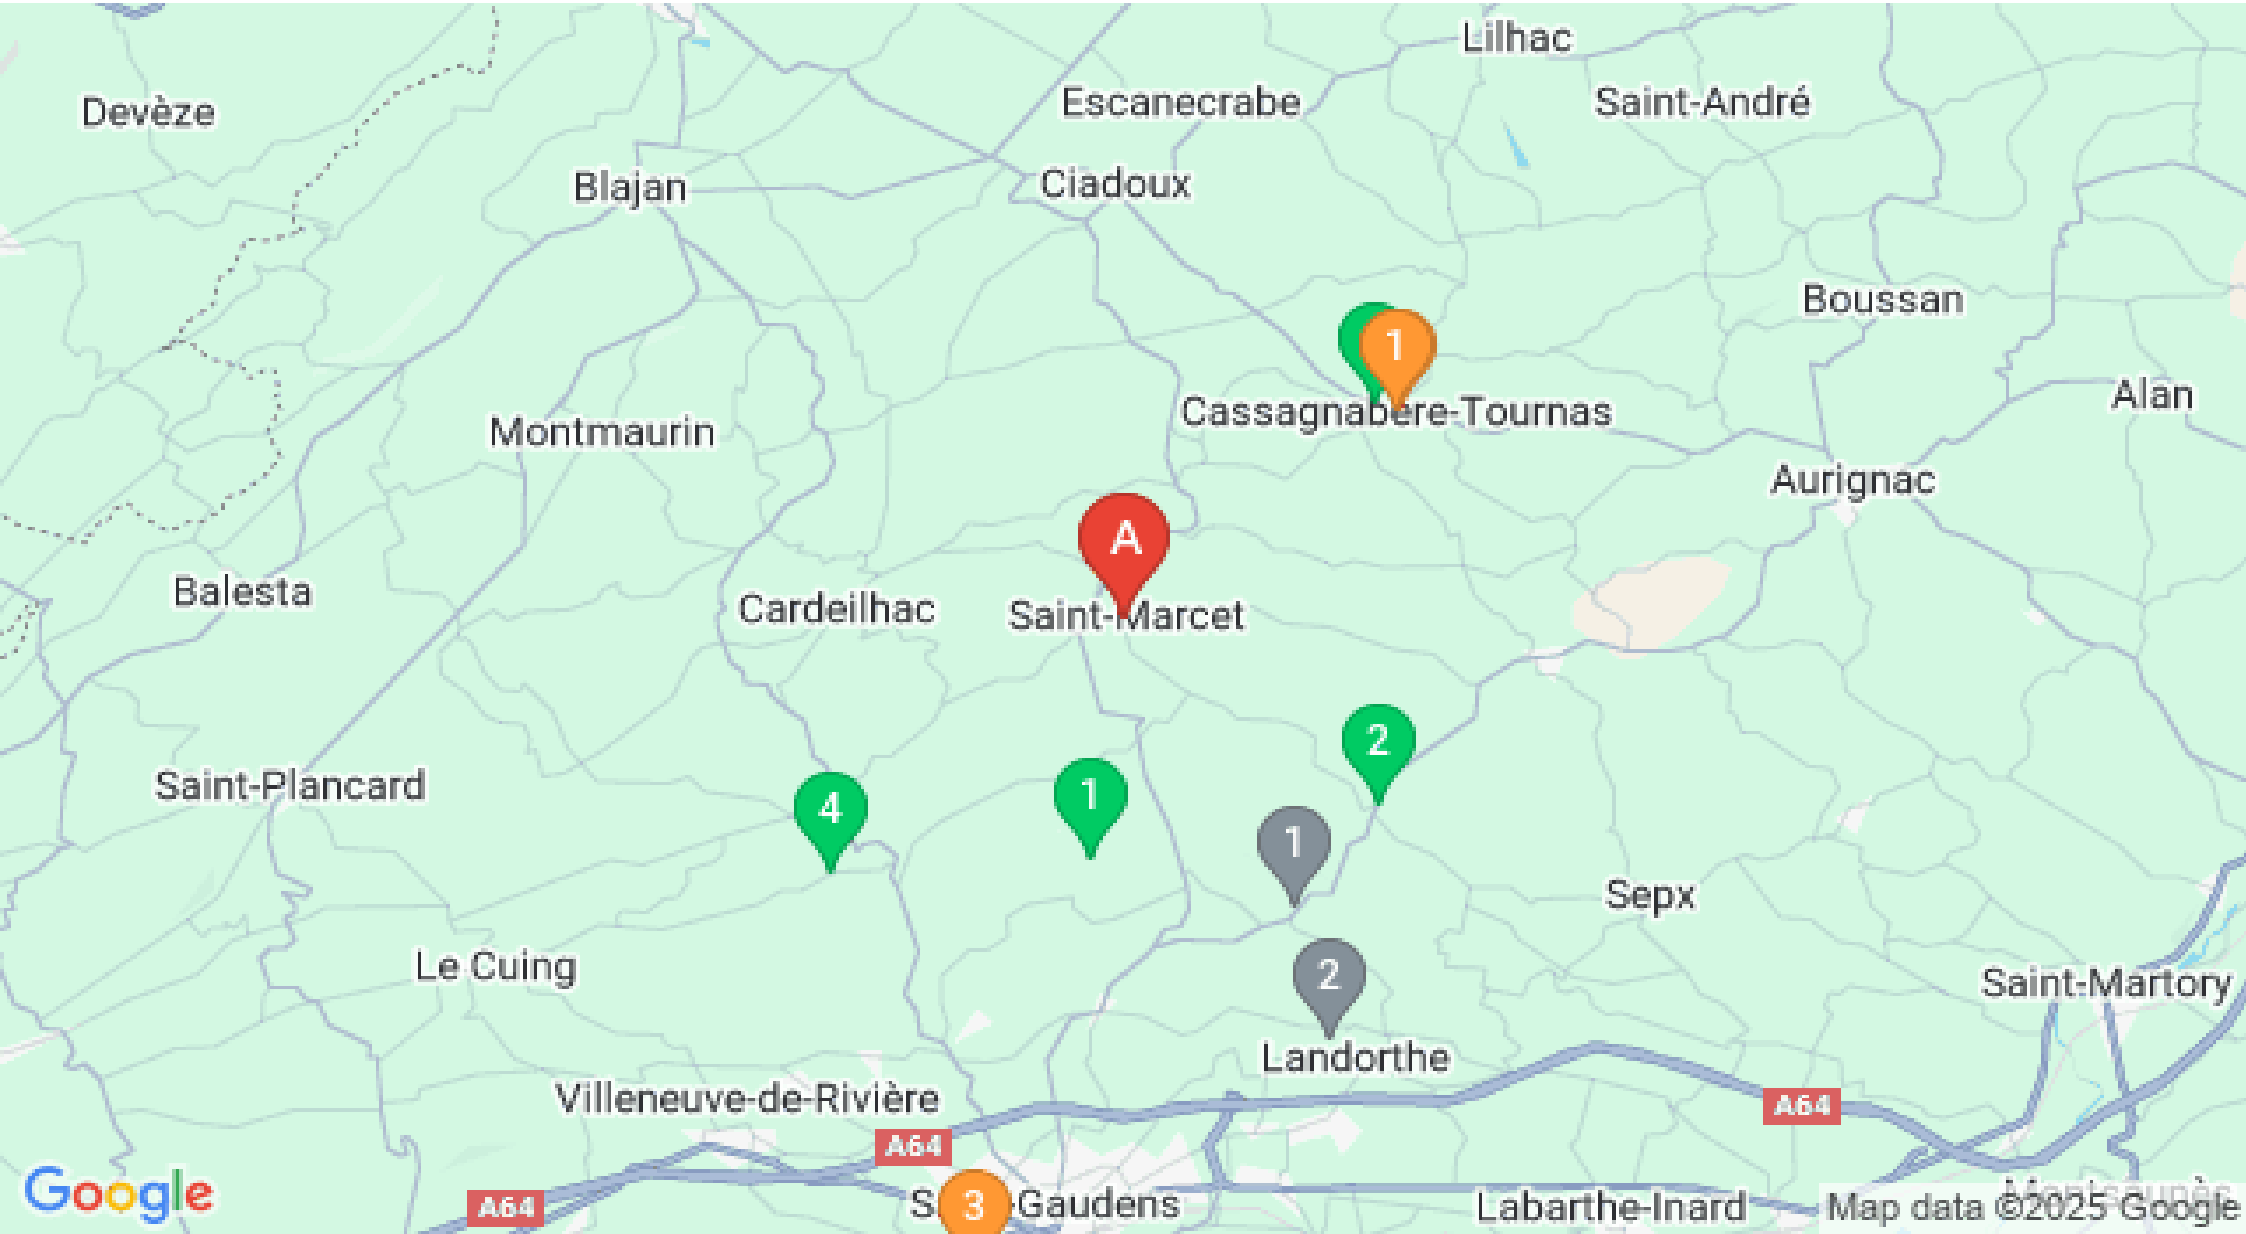 Lilhac
Devèze
Escanecrabe
Saint-André
Blajan
Ciadoux
Boussan
1
Cassagnabère-Tournas
Alan
Montmaurin
Aurignac
A
Balesta
Cardeilhac
Saint-Marcet
2
Saint-Plancard
4
1
1
Sepx
Le Cuing
2
Saint-Martory
Landorthe
Villeneuve-de-Rivière
A64
A64
Google
A64
3
Gaudens
Labarthe-Inard
Map data ©2025 Google